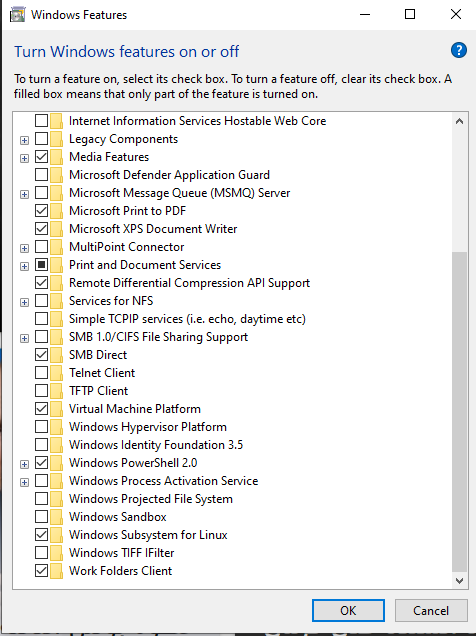 Windows Features
Turn Windows features on or off
To turn a feature on, select its check box. To turn a feature off, clear its check box. A
filled box means that only part of the feature is turned on.
Internet Information Services Hostable Web Core
Legacy Components
Media Features
Microsoft Defender Application Guard
Microsoft Message Queue (MSMQ) Server
Microsoft Print to PDF
Microsoft XPS Document Writer
MultiPoint Connector
Print and Document Services
Remote Differential Compression API Support
Services for NFS
Simple TCPIP services (i.e. echo, daytime etc)
SMB 1.0/CIFS File Sharing Support
SMB Direct
Telnet Client
TFTP Client
Virtual Machine Platform
Windows Hypervisor Platform
Windows Identity Foundation 3.5
Windows PowerShell 2.0
Windows Process Activation Service
Windows Projected File System
Windows Sandbox
Windows Subsystem for Linux
Windows TIFF IFilter
Work Folders Client
OK Cancel